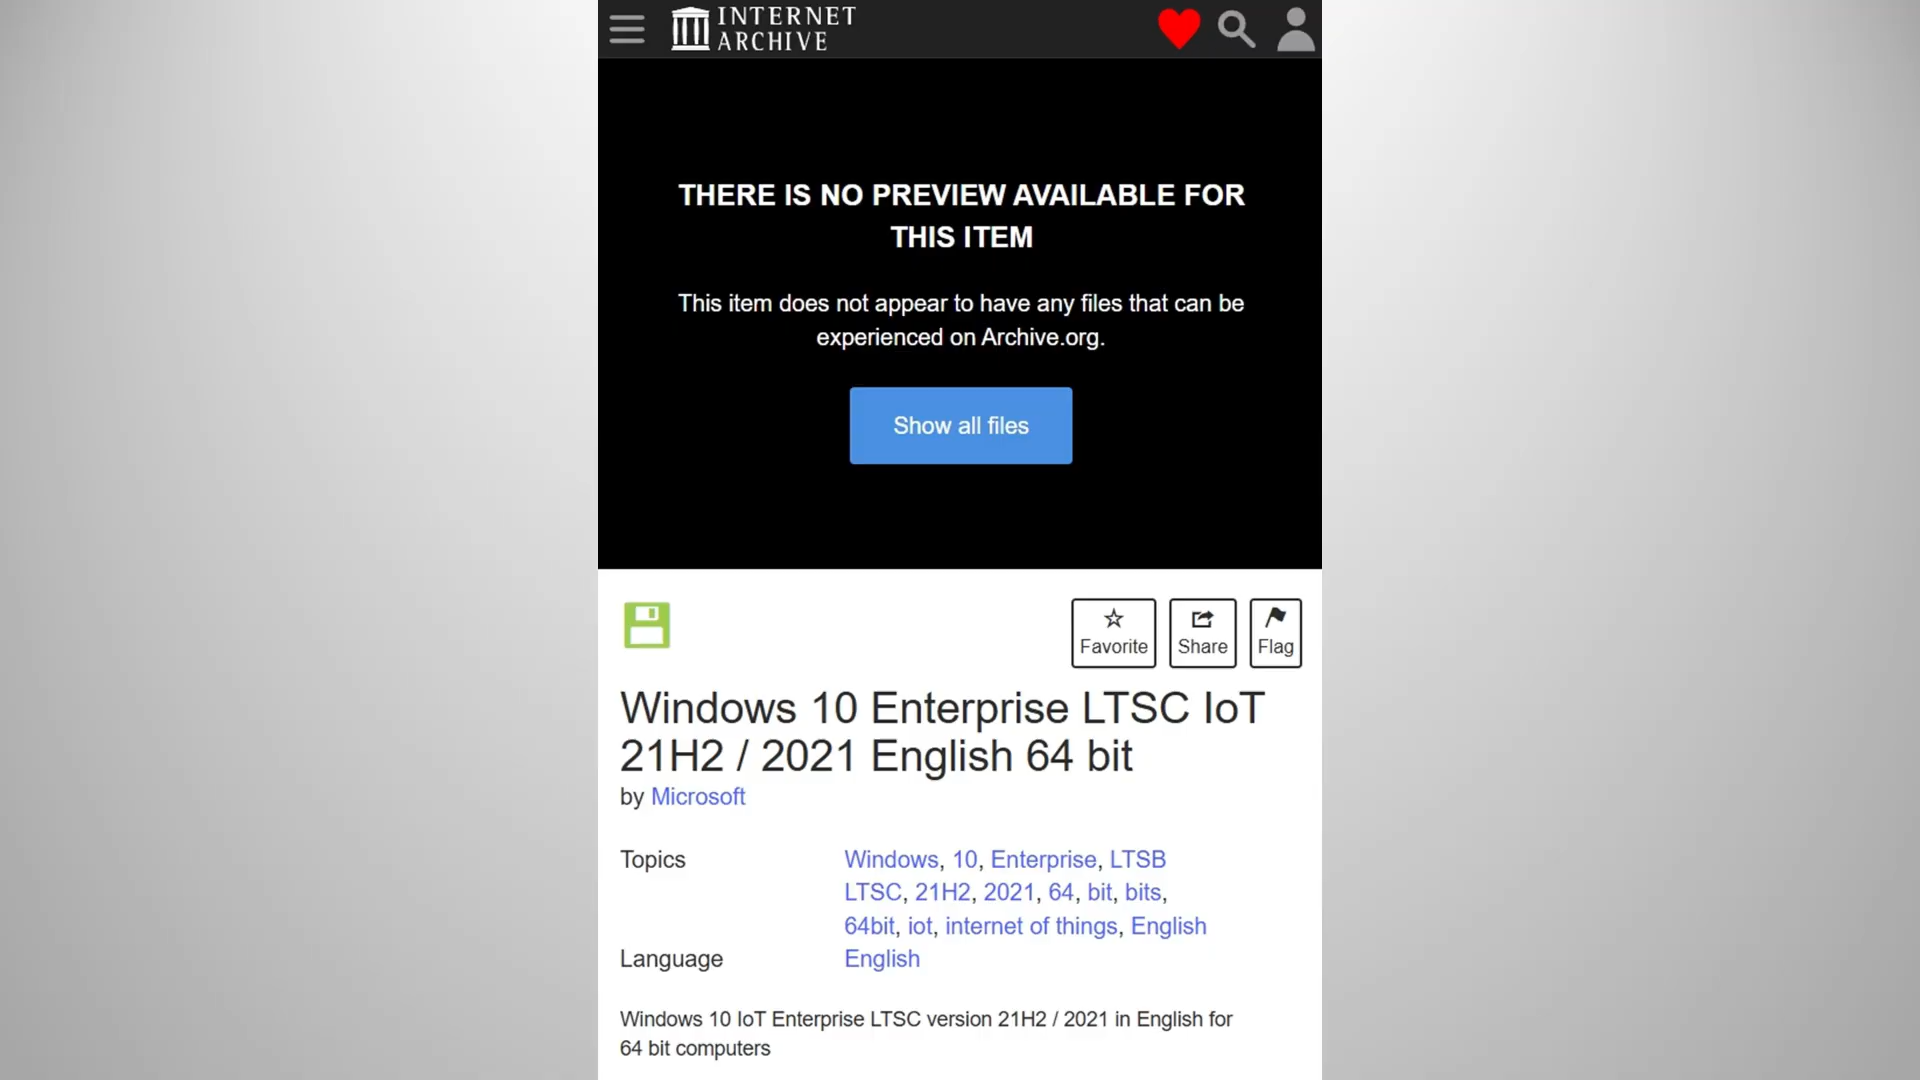 INTERNET
ARCHIVE
THERE IS NO PREVIEW AVAILABLE FOR
THIS ITEM
This item does not appear to have any files that can be
experienced on Archive.org.
Show all files
Favorite
Share
Flag
Windows 10 Enterprise LTSC IoT
21H2 / 2021 English 64 bit
by Microsoft
Topics
Windows, 10, Enterprise, LTSB
LTSC, 21H2, 2021, 64, bit, bits,
64bit, iot, internet of things, English
Language
English
Windows 10 IoT Enterprise LTSC version 21H2 / 2021 in English for
64 bit computers